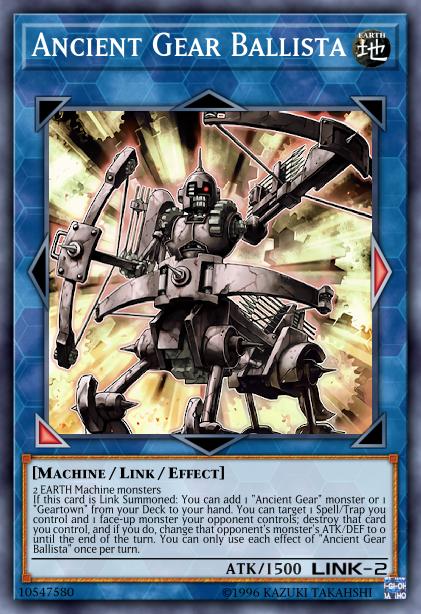 ANCIENT GEAR BALLISTA
EARTH
地
[MACHINE / LINK / EFFECT]
2 EARTH Machine monsters
If this card is Link Summoned: You can add 1 "Ancient Gear" monster or 1
"Geartown" from your Deck to your hand. You can target 1 Spell/Trap you
control and 1 face-up monster your opponent controls; destroy that card
you control, and if you do, change that opponent's monster's ATK/DEF to 0
until the end of the turn. You can only use each effect of "Ancient Gear
Ballista" once per turn.
ATK/1500 LINK-2
10547580
©1996 KAZUKI TAKAHSHI